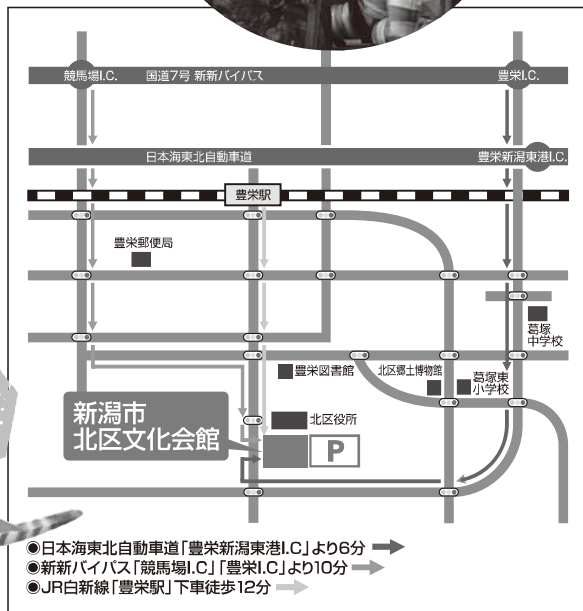 競馬場I.C.
国道7号 新新バイパス
豊栄I.C.
日本海東北自動車道
豊栄新潟東港I.C.
豊栄駅
豊栄郵便局
葛塚
中学校
豊栄図書館
北区郷土博物館
葛塚東
小学校
新潟市
北区文化会館
北区役所
P
◉日本海東北自動車道「豊栄新潟東港I.C」より6分
◉新新バイパス「競馬場I.C」「豊栄I.C」より10分
◉JR白新線「豊栄駅」下車徒歩12分